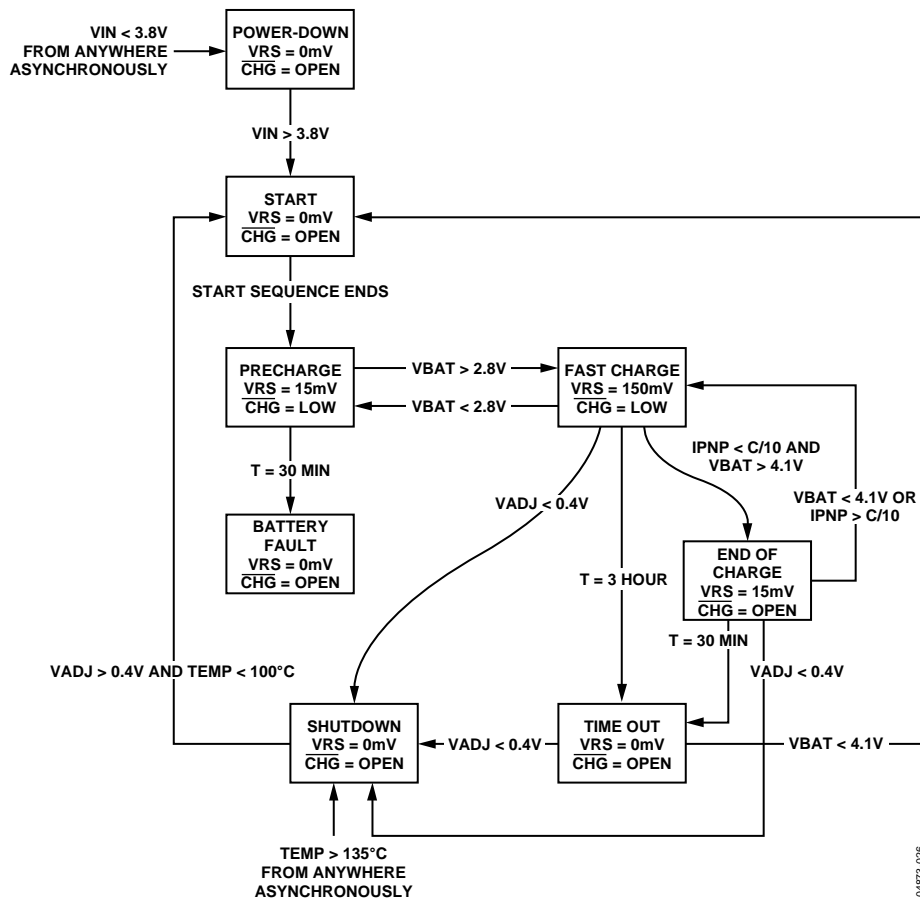 VIN < 3.8V
FROM ANYWHERE
ASYNCHRONOUSLY
POWER-DOWN
VRS = 0mV
CHG = OPEN
VIN > 3.8V
START
VRS = 0mV
CHG = OPEN
START SEQUENCE ENDS
PRECHARGE
VRS = 15mV
CHG = LOW
VBAT > 2.8V
VBAT < 2.8V
FAST CHARGE
VRS = 150mV
CHG = LOW
T = 30 MIN
IPNP < C/10 AND
VBAT > 4.1V
VADJ < 0.4V
VBAT < 4.1V OR
IPNP > C/10
BATTERY
FAULT
VRS = 0mV
CHG = OPEN
T = 3 HOUR
END OF
CHARGE
VRS = 15mV
CHG = OPEN
T = 30 MIN
VADJ > 0.4V AND TEMP < 100°C
VADJ < 0.4V
SHUTDOWN
VRS = 0mV
CHG = OPEN
VADJ < 0.4V
TIME OUT
VRS = 0mV
CHG = OPEN
VBAT < 4.1V
TEMP > 135°C
FROM ANYWHERE
ASYNCHRONOUSLY
04873-026